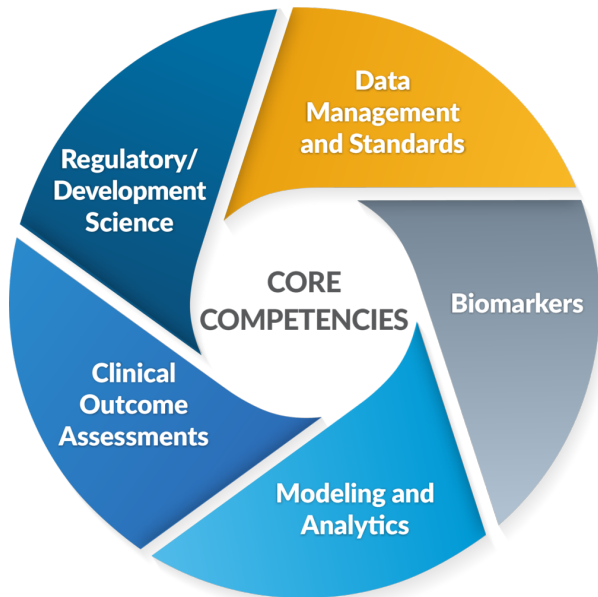 Data
Management
and Standards
Regulatory/
Development
Science
CORE
COMPETENCIES
Biomarkers
Clinical
Outcome
Assessments
Modeling and
Analytics